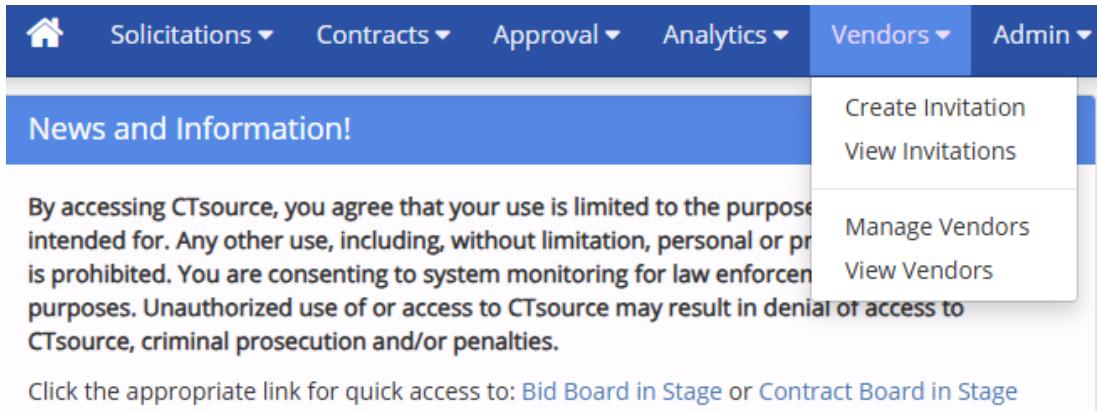 Solicitations Contracts Approval Analytics Vendors Admin
Create Invitation
View Invitations
Manage Vendors
View Vendors
News and Information!
By accessing CTsource, you agree that your use is limited to the
intended for. Any other use, including, without limitation, personal or
is prohibited. You are consenting to system monitoring for law
purposes. Unauthorized use of or access to CTsource may result in denial of access to
CTsource, criminal prosecution and/or penalties.
Click the appropriate link for quick access to: Bid Board in Stage or Contract Board in Stage